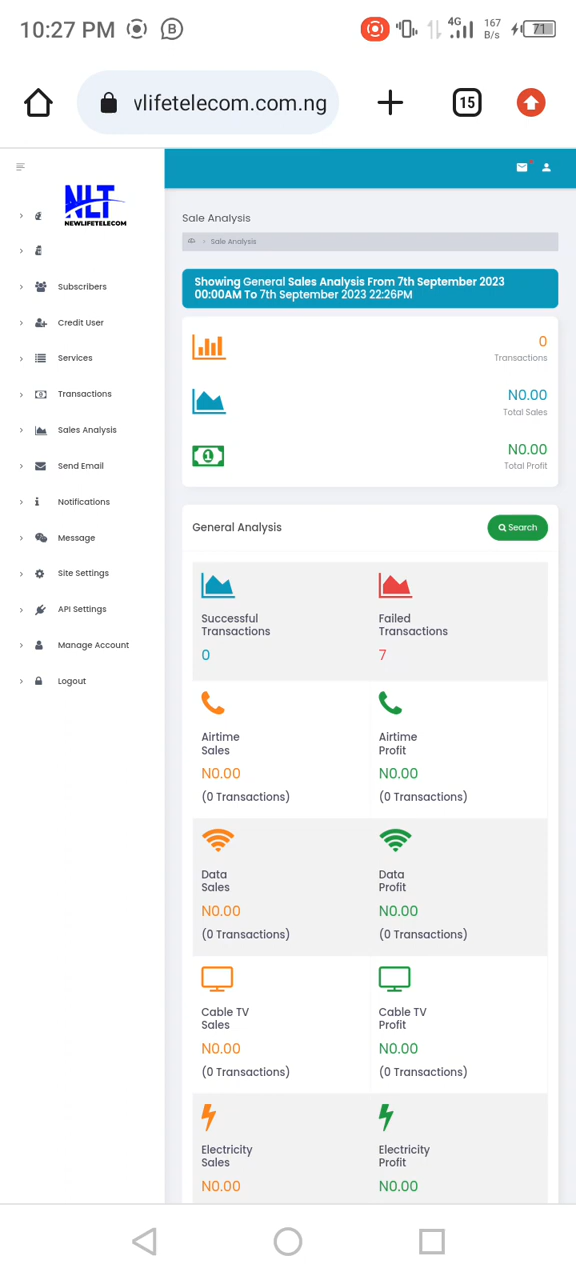 10:27 PM
B
4G
167
B/s
71
vlifetelecom.com.ng
15
NLT
NEWLIFETELECOM
Subscribers
Credit User
Services
Transactions
Sales Analysis
Send Email
Notifications
Message
Site Settings
API Settings
Manage Account
Logout
Sale Analysis
Sale Analysis
Showing General Sales Analysis From 7th September 2023
00:00AM To 7th September 2023 22:26PM
0
Transactions
N0.00
Total Sales
1
N0.00
Total Profit
General Analysis
Search
Successful Failed
Transactions Transactions
0 7
Airtime Airtime
Sales Profit
N0.00 N0.00
(0 Transactions) (0 Transactions)
Data Data
Sales Profit
N0.00 N0.00
(0 Transactions) (0 Transactions)
Cable TV Cable TV
Sales Profit
N0.00 N0.00
(0 Transactions) (0 Transactions)
Electricity Electricity
Sales Profit
N0.00 N0.00